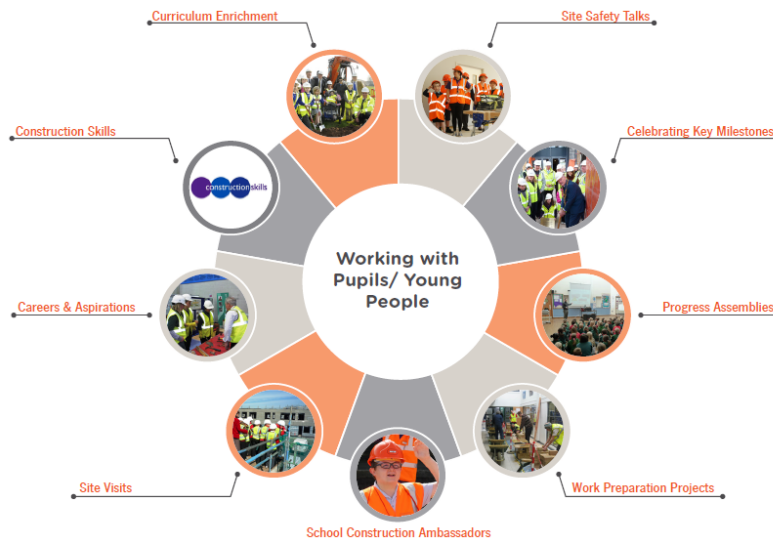 Curriculum Enrichment
Site Safety Talks
Construction Skills
Celebrating Key Milestones
constructionskills
Working with
Pupils/ Young
People
Careers & Aspirations
Progress Assemblies
Site Visits
Work Preparation Projects
School Construction Ambassadors